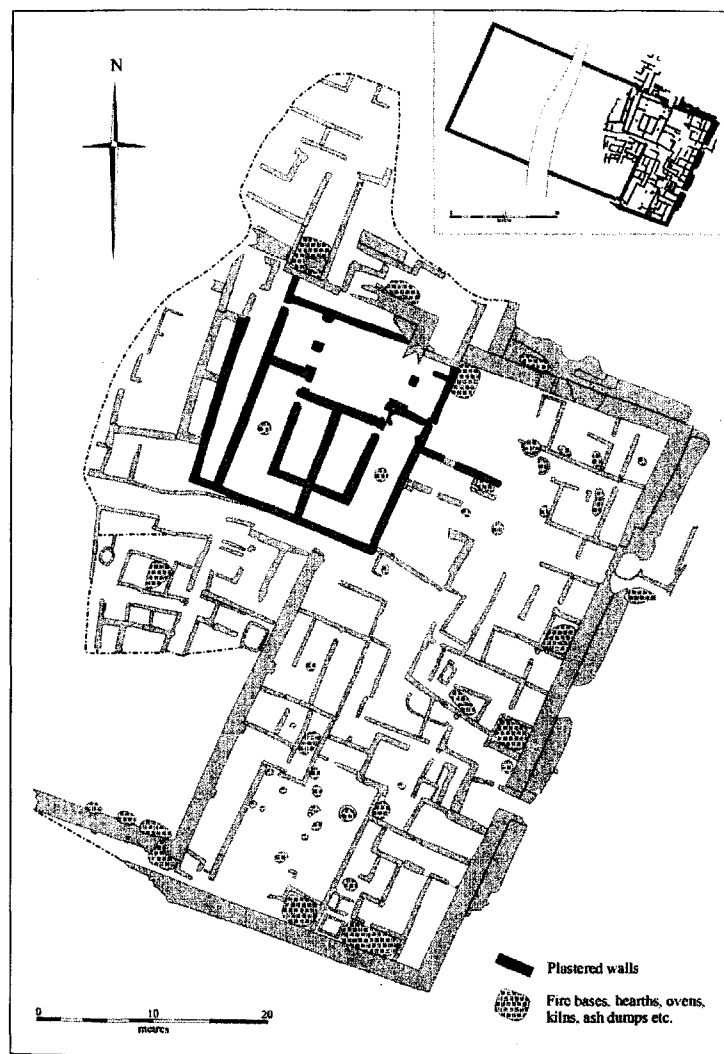 N
Plastered walls
Fire bases, hearths, ovens,
kilns, ash dumps etc.
0 10 20
metres